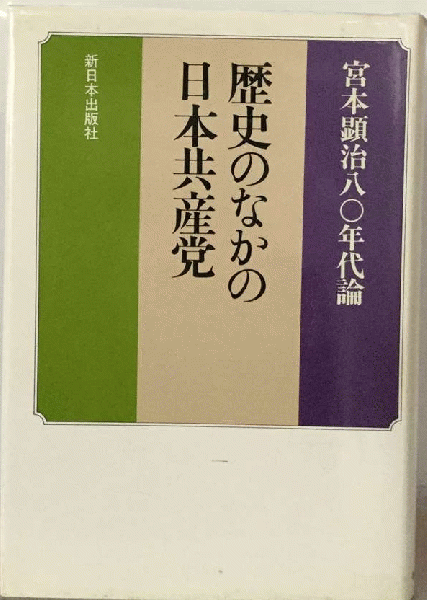 宮本顕治八〇年代論
歴史のなかの
日本共産党
新日本出版社
一